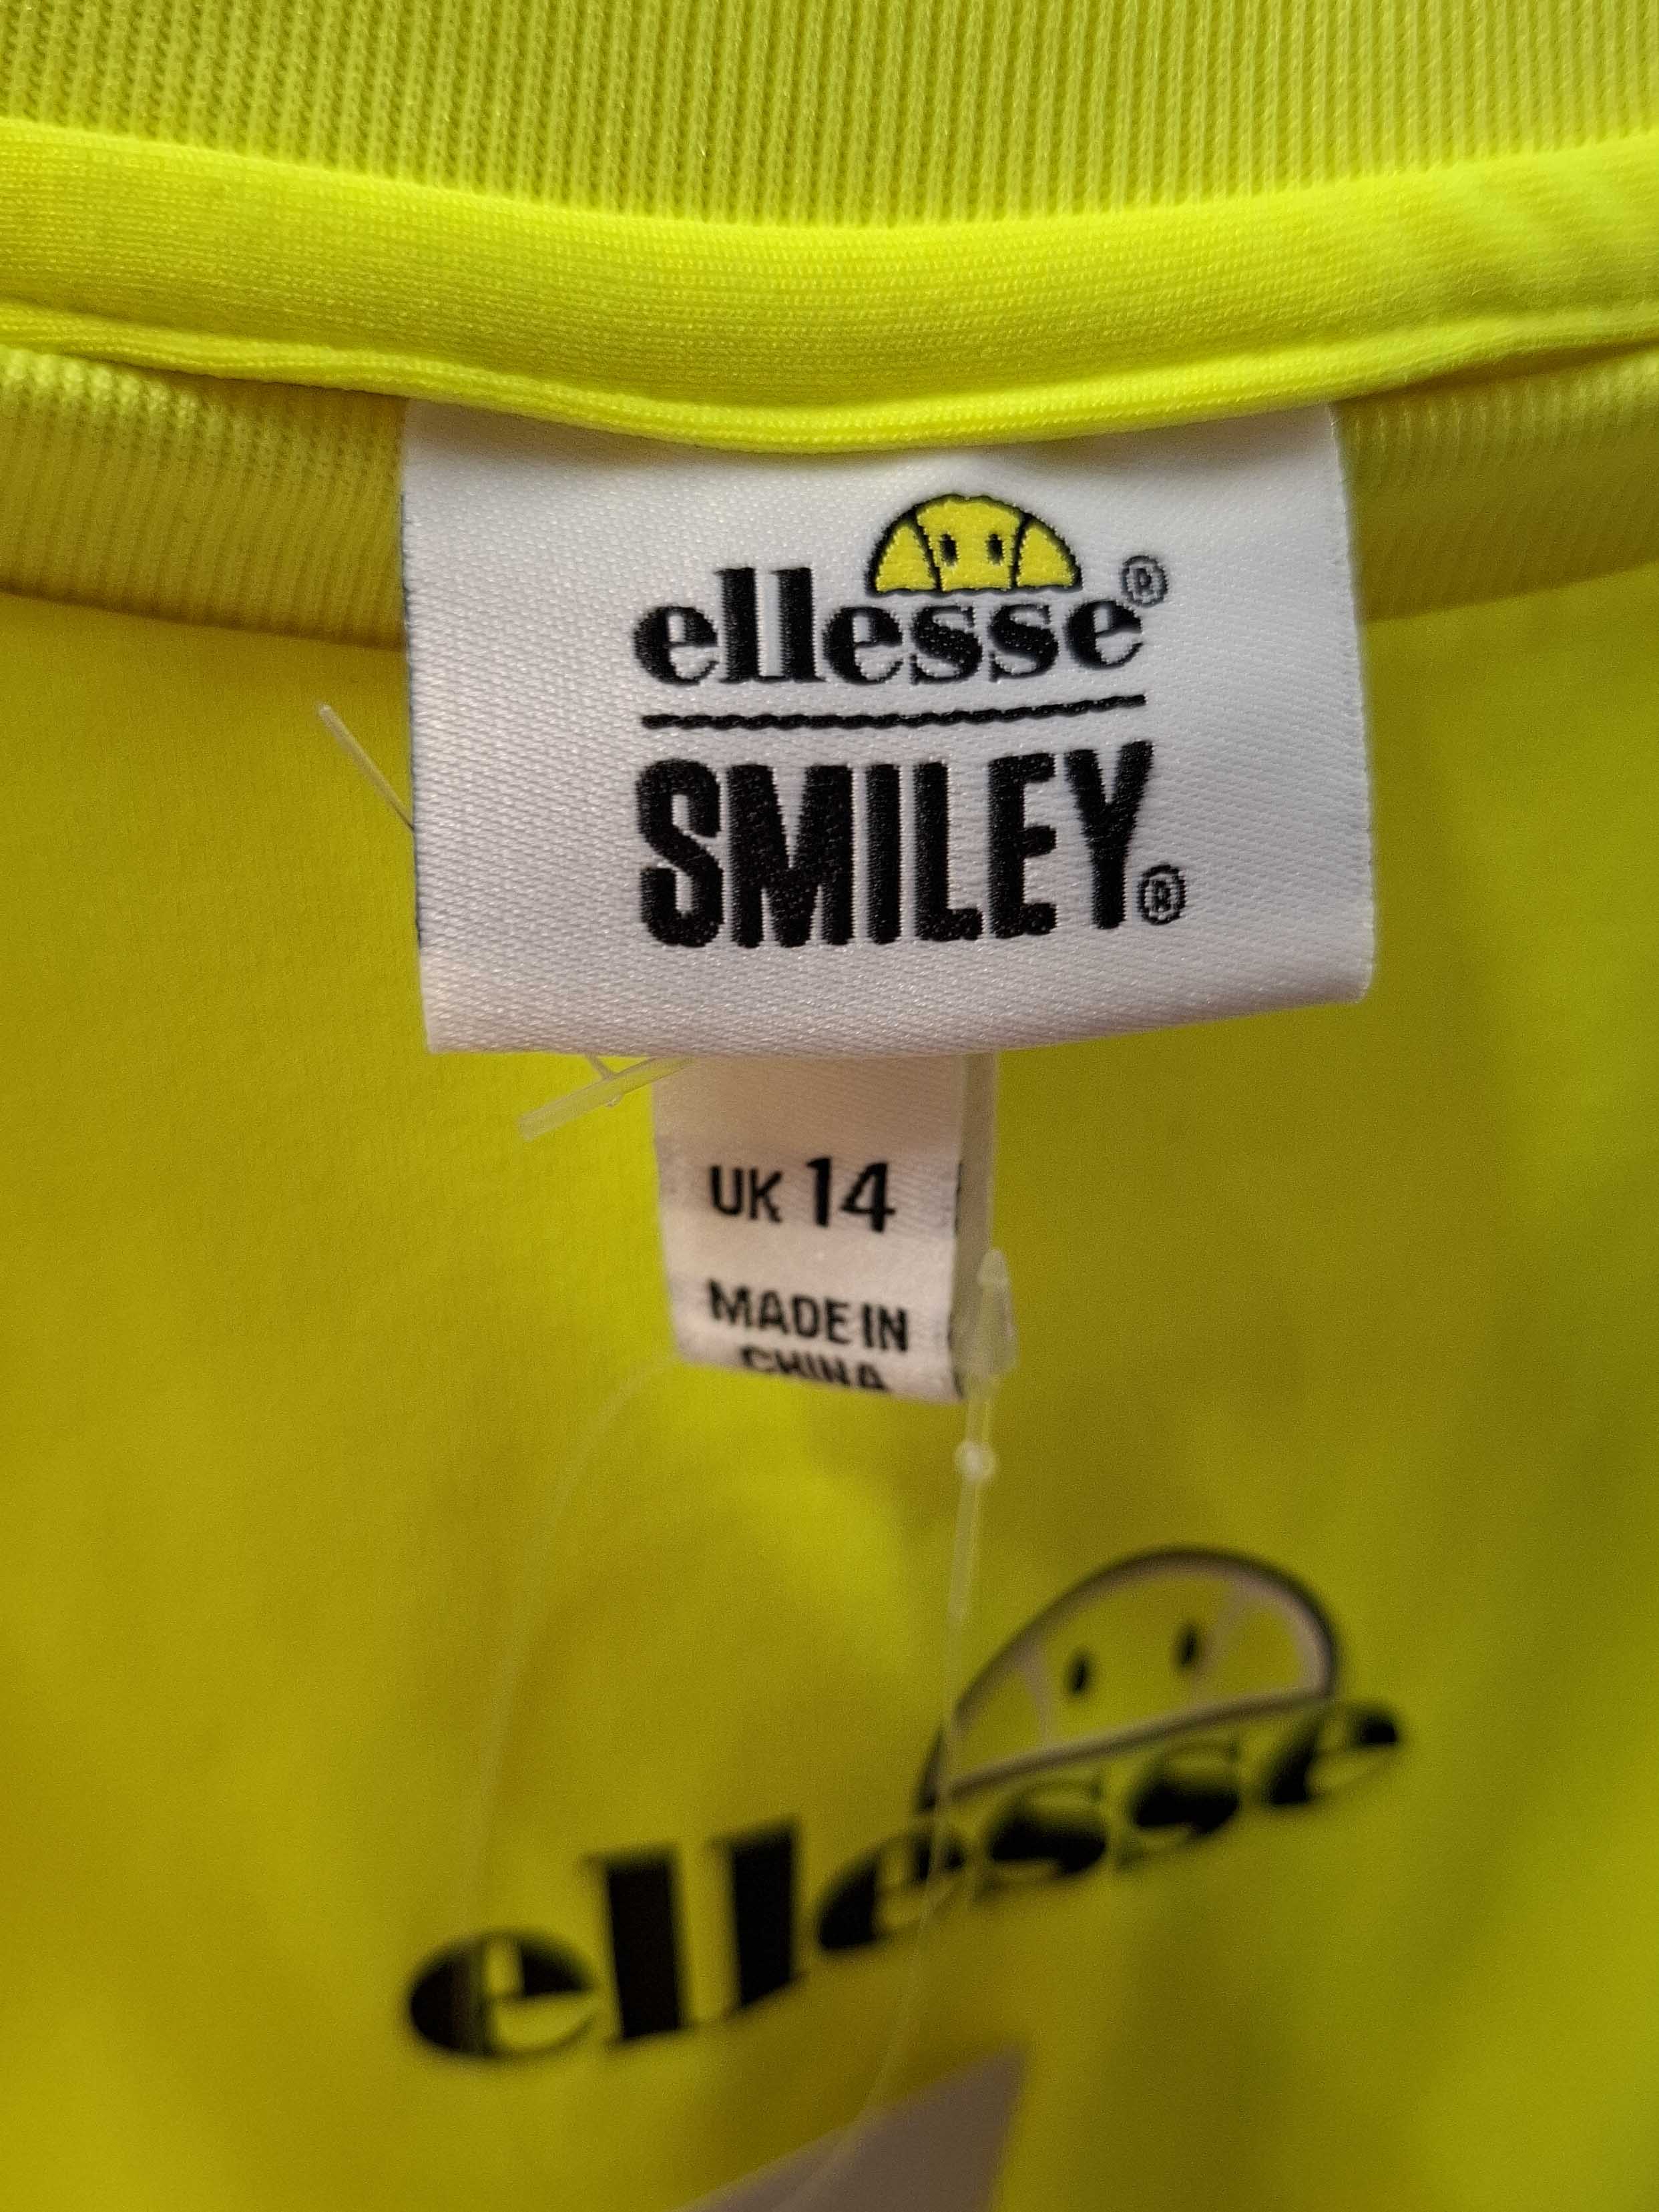 ellesse®
SMILEY®
UK 14
MADE IN
CHINA
ellesse